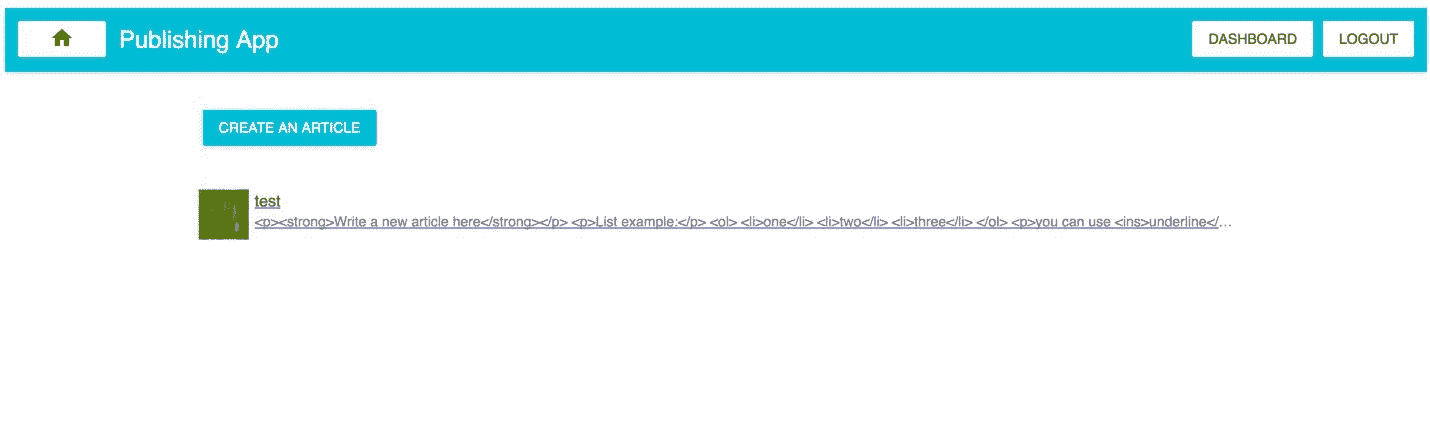 Publishing App
DASHBOARD
LOGOUT
CREATE AN ARTICLE
test
<p><strong>Write a new article here</strong></p> <p>List example:</p> <ol> <li>one</li> <li>two</li> <li>three</li> </ol> <p>you can use <ins>underline</...